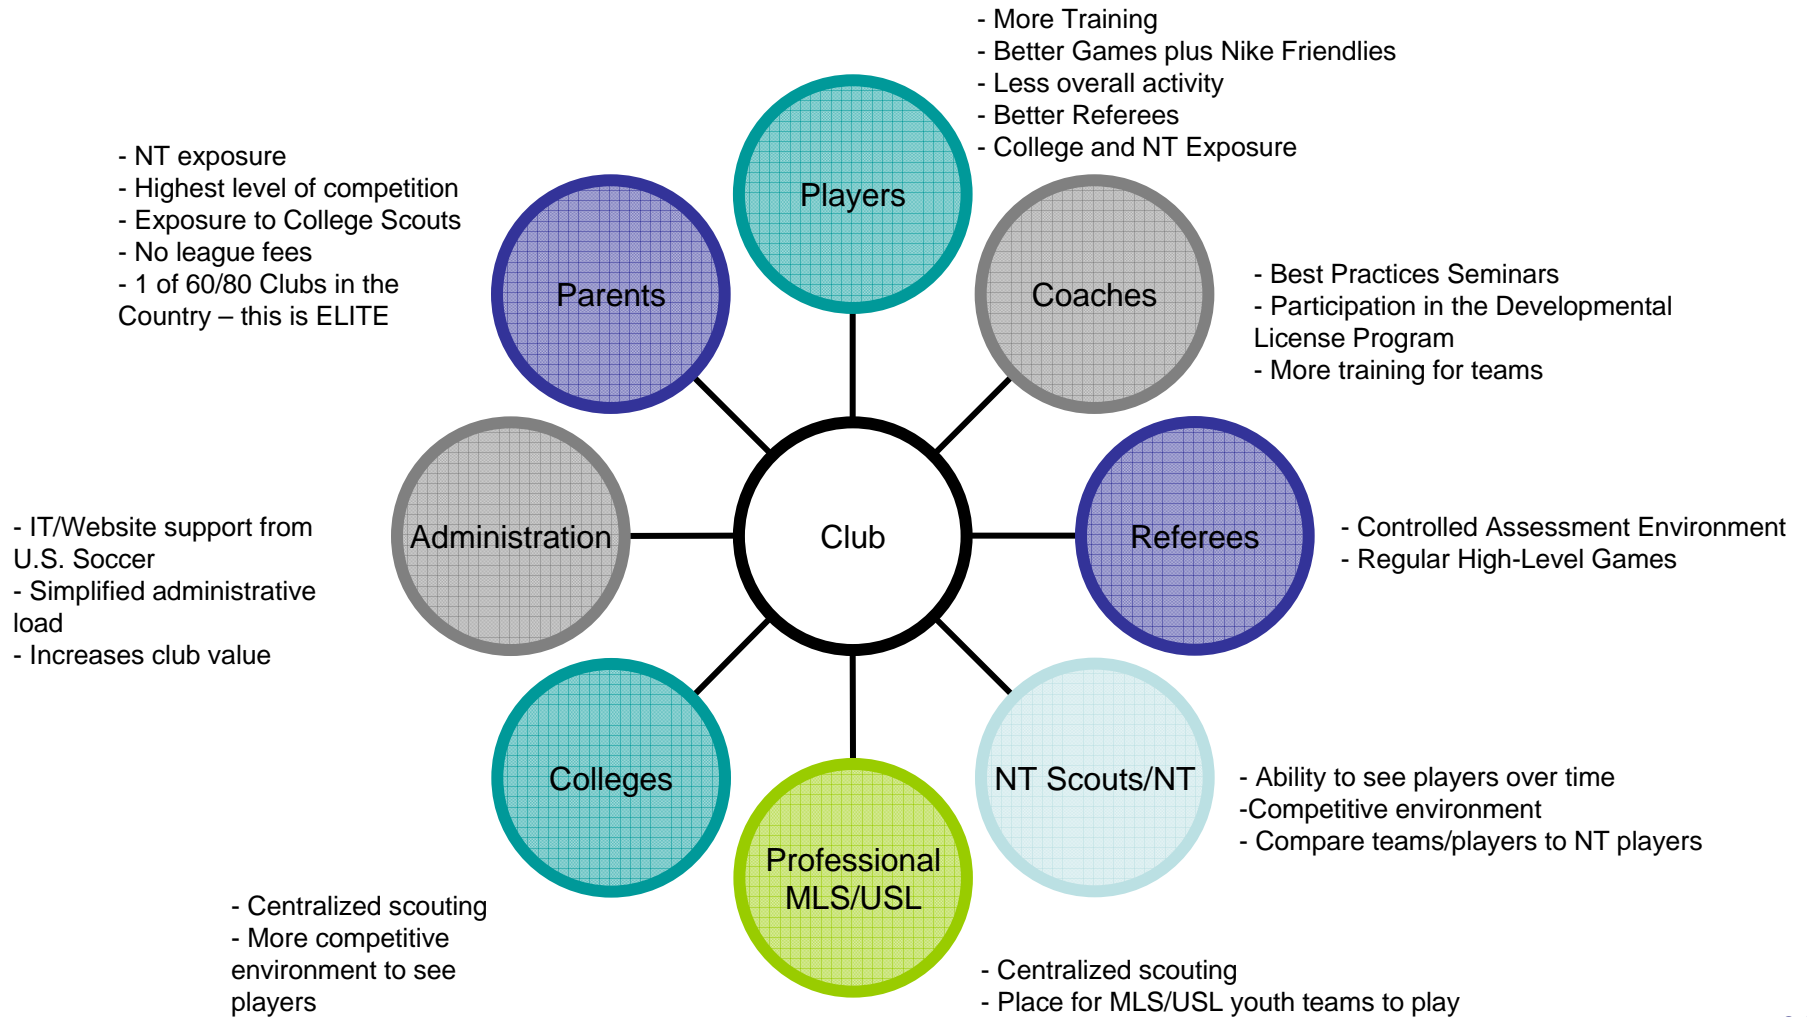 - More Training
- Better Games plus Nike Friendlies
- Less overall activity
- Better Referees
- College and NT Exposure
Players
- NT exposure
- Highest level of competition
- Exposure to College Scouts
- No league fees
- 1 of 60/80 Clubs in the
Country – this is ELITE
Parents
Coaches
- Best Practices Seminars
- Participation in the Developmental
License Program
- More training for teams
- IT/Website support from
U.S. Soccer
- Simplified administrative
load
- Increases club value
Administration
Club
Referees
- Controlled Assessment Environment
- Regular High-Level Games
Colleges
- Centralized scouting
- More competitive
environment to see
players
Professional
MLS/USL
- Centralized scouting
- Place for MLS/USL youth teams to play
NT Scouts/NT
- Ability to see players over time
-Competitive environment
- Compare teams/players to NT players